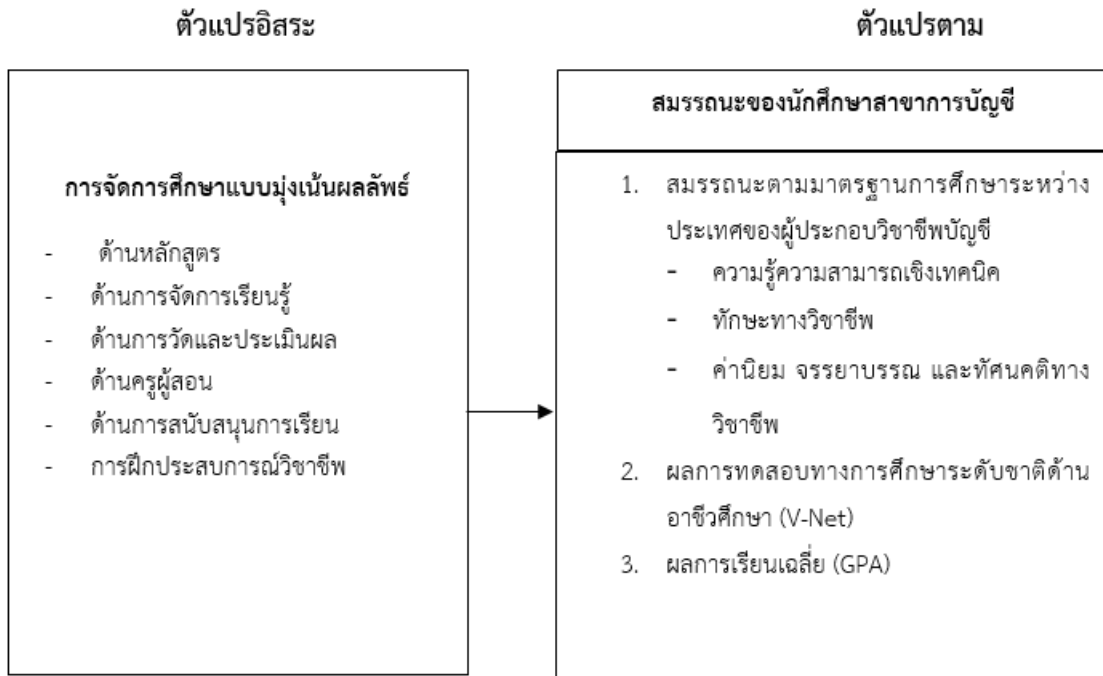 ตัวแปรอิสระ
ตัวแปรตาม
การจัดการศึกษาแบบมุ่งเน้นผลลัพธ์
- ด้านหลักสูตร
- ด้านการจัดการเรียนรู้
- ด้านการวัดและประเมินผล
- ด้านครูผู้สอน
- ด้านการสนับสนุนการเรียน
- การฝึกประสบการณ์วิชาชีพ
สมรรถนะของนักศึกษาสาขาการบัญชี
1. สมรรถนะตามมาตรฐานการศึกษาระหว่าง
ประเทศของผู้ประกอบวิชาชีพบัญชี
- ความรู้ความสามารถเชิงเทคนิค
- ทักษะทางวิชาชีพ
- ค่านิยม จรรยาบรรณ และทัศนคติทาง
วิชาชีพ
2. ผลการทดสอบทางการศึกษาระดับชาติด้าน
อาชีวศึกษา (V-Net)
3. ผลการเรียนเฉลี่ย (GPA)